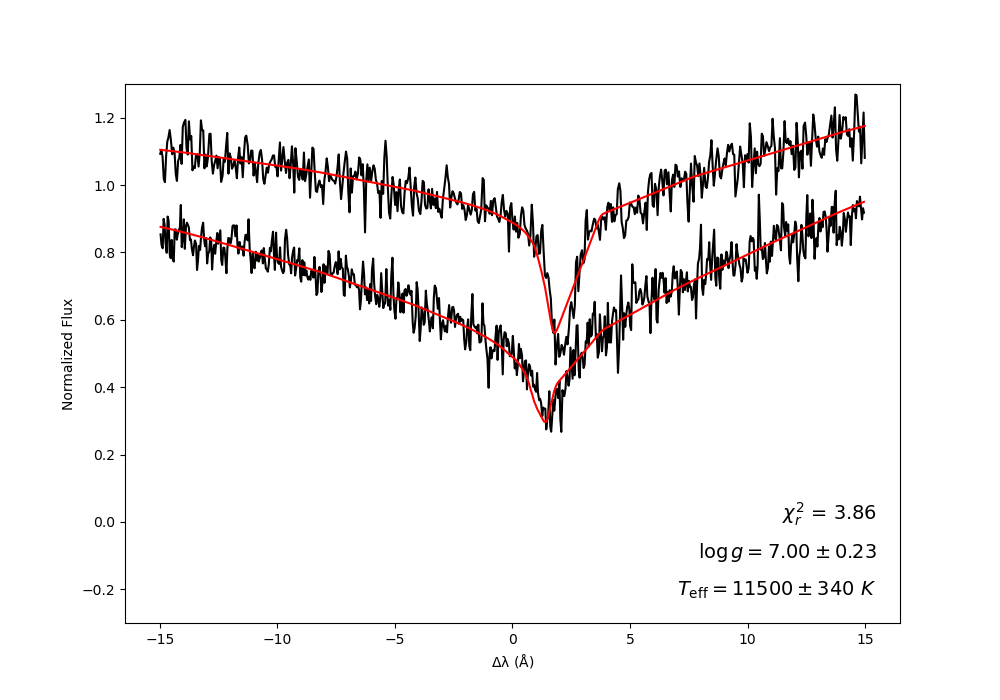 1.2
1.0
0.8
0.6
0.4
0.2
0.0
−0.2
Normalized Flux
χ²ᵣ = 3.86
log g = 7.00 ± 0.23
T_eff = 11500 ± 340 K
−15 −10 −5 0 5 10 15
Δλ (Å)